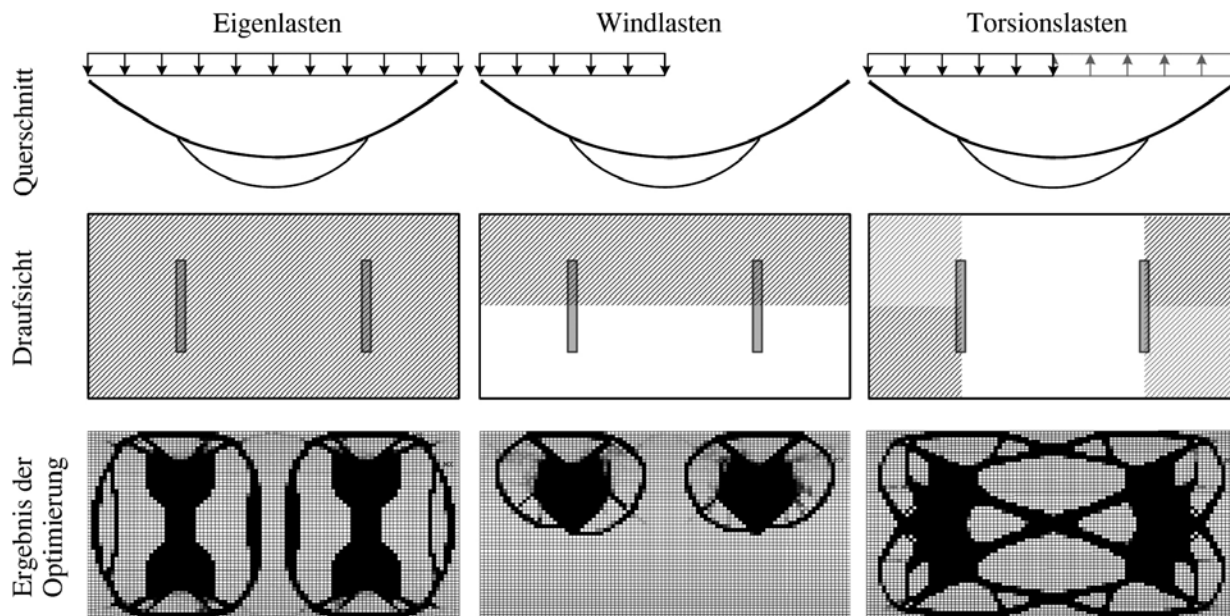 Eigenlasten
Windlasten
Torsionslasten
Querschnitt
Draufsicht
Ergebnis der
Optimierung